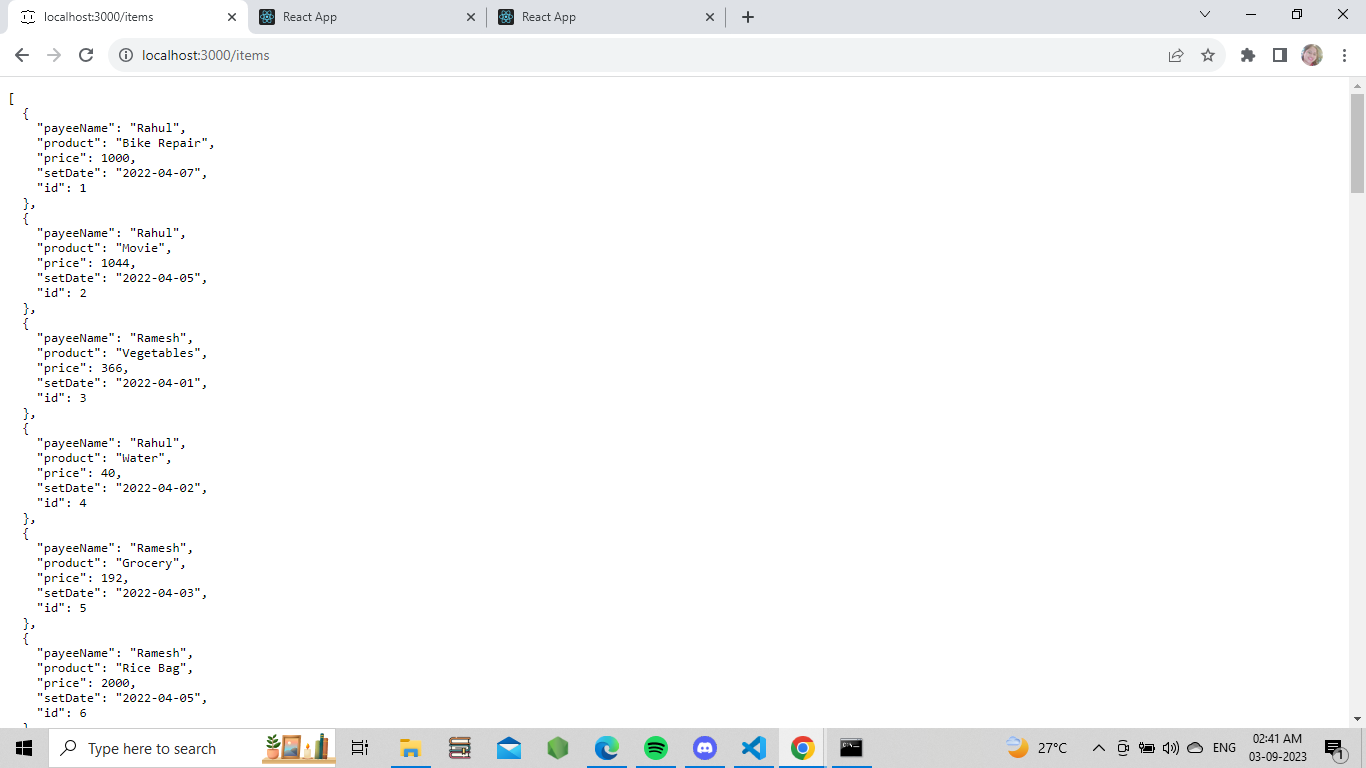 localhost:3000/items
React App
React App
localhost:3000/items
[
  {
    "payeeName": "Rahul",
    "product": "Bike Repair",
    "price": 1000,
    "setDate": "2022-04-07",
    "id": 1
  },
  {
    "payeeName": "Rahul",
    "product": "Movie",
    "price": 1044,
    "setDate": "2022-04-05",
    "id": 2
  },
  {
    "payeeName": "Ramesh",
    "product": "Vegetables",
    "price": 366,
    "setDate": "2022-04-01",
    "id": 3
  },
  {
    "payeeName": "Rahul",
    "product": "Water",
    "price": 40,
    "setDate": "2022-04-02",
    "id": 4
  },
  {
    "payeeName": "Ramesh",
    "product": "Grocery",
    "price": 192,
    "setDate": "2022-04-03",
    "id": 5
  },
  {
    "payeeName": "Ramesh",
    "product": "Rice Bag",
    "price": 2000,
    "setDate": "2022-04-05",
    "id": 6
Type here to search
27°C
ENG
02:41 AM
03-09-2023
1